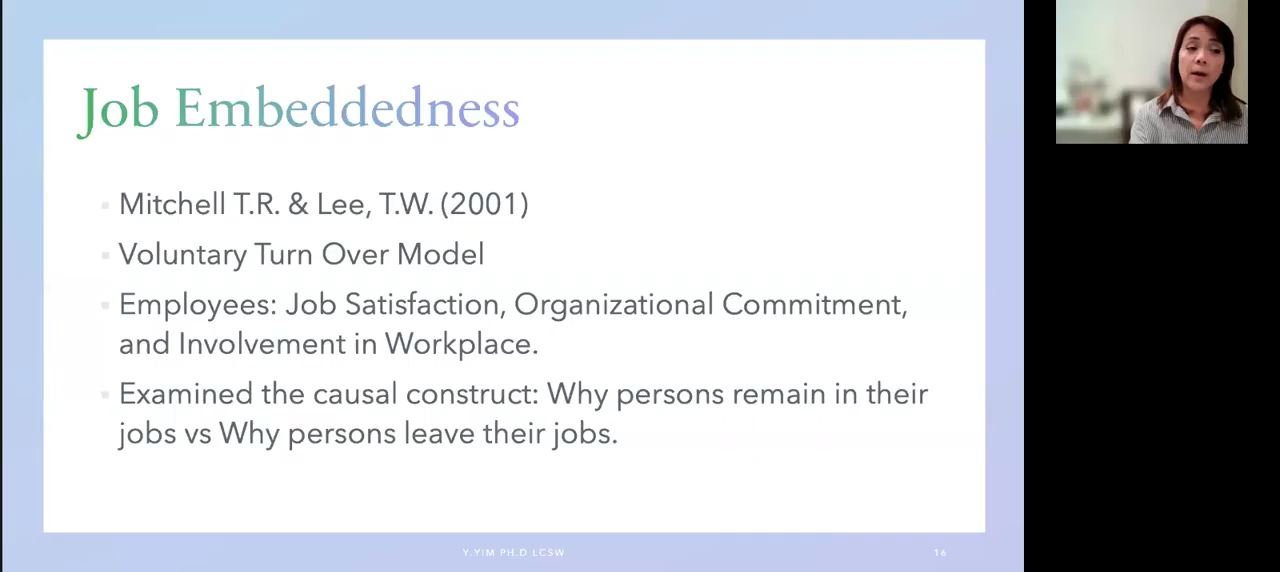 Job Embeddedness
Mitchell T.R. & Lee, T.W. (2001)
Voluntary Turn Over Model
Employees: Job Satisfaction, Organizational Commitment,
and Involvement in Workplace.
Examined the causal construct: Why persons remain in their
jobs vs Why persons leave their jobs.
Y.YIM PH.D LCSW
16